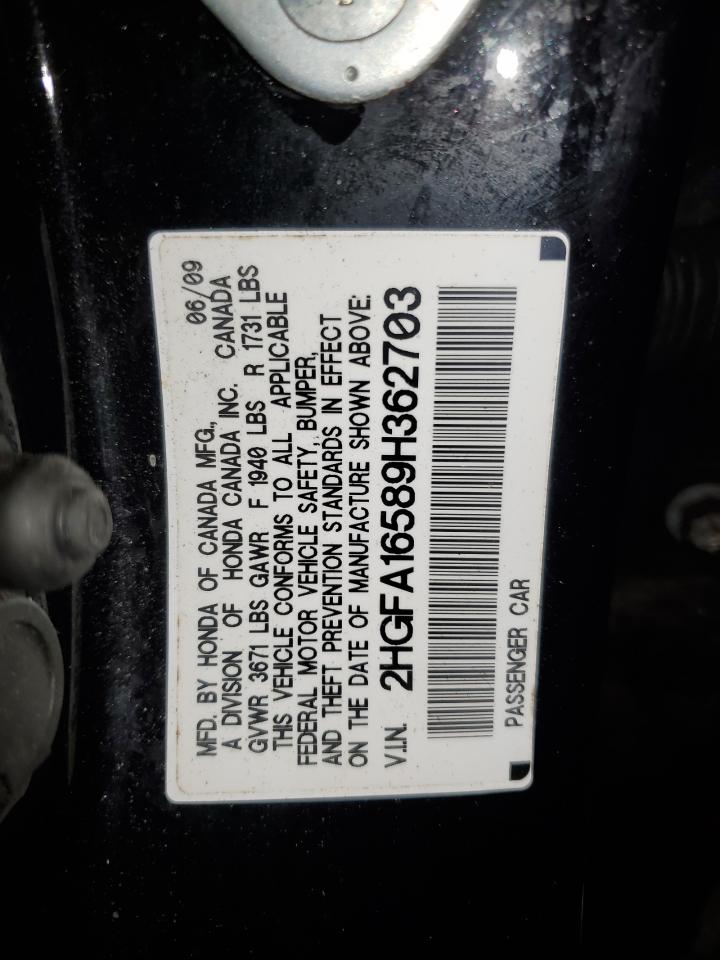 MFD. BY HONDA OF CANADA MFG., 06/09
A DIVISION OF HONDA CANADA INC. CANADA
GVWR 3671 LBS GAWR F 1940 LBS R 1731 LBS
THIS VEHICLE CONFORMS TO ALL APPLICABLE
FEDERAL MOTOR VEHICLE SAFETY, BUMPER,
AND THEFT PREVENTION STANDARDS IN EFFECT
ON THE DATE OF MANUFACTURE SHOWN ABOVE:
V.I.N. 2HGFA16589H362703
PASSENGER CAR